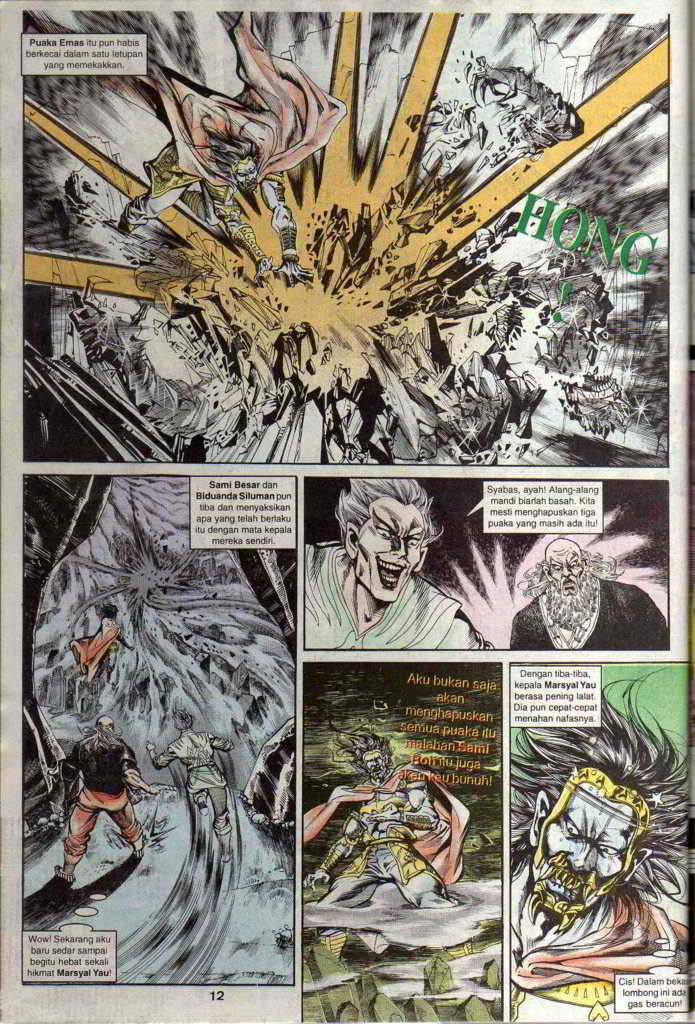 Puaka Emas itu pun habis
berkecai dalam satu letupan
yang memekakkan.
HONG
!
Sami Besar dan
Biduanda Siluman pun
tiba dan menyaksikan
apa yang telah berlaku
itu dengan mata kepala
mereka sendiri.
Wow! Sekarang aku
baru sedar sampai
begitu hebat sekali
hikmat Marsyal Yau!
Syabas, ayah! Alang-alang
mandi biarlah basah. Kita
mesti menghapuskan tiga
puaka yang masih ada itu!
Aku bukan saja
akan
menghapuskan
semua puaka itu
malahan Sami
itu juga
akan kau bunuh!
Dengan tiba-tiba,
kepala Marsyal Yau
berasa pening lalat.
Dia pun cepat-cepat
menahan nafasnya.
Cis! Dalam
lombong ini ada
gas beracun!
12